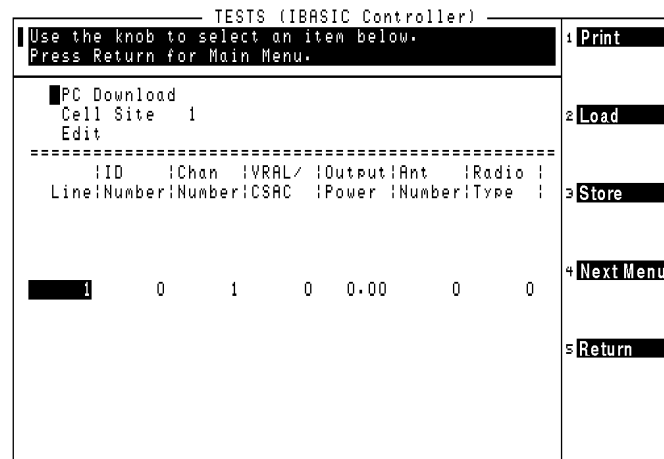 TESTS (IBASIC Controller)
Use the knob to select an item below.
Press Return for Main Menu.
PC Download
Cell Site 1
Edit
==================================================
|ID |Chan |VRAL/ |Output|Ant |Radio |
Line|Number|Number|CSAC |Power |Number|Type |
1 0 1 0 0.00 0 0
1 Print
2 Load
3 Store
4 Next Menu
5 Return